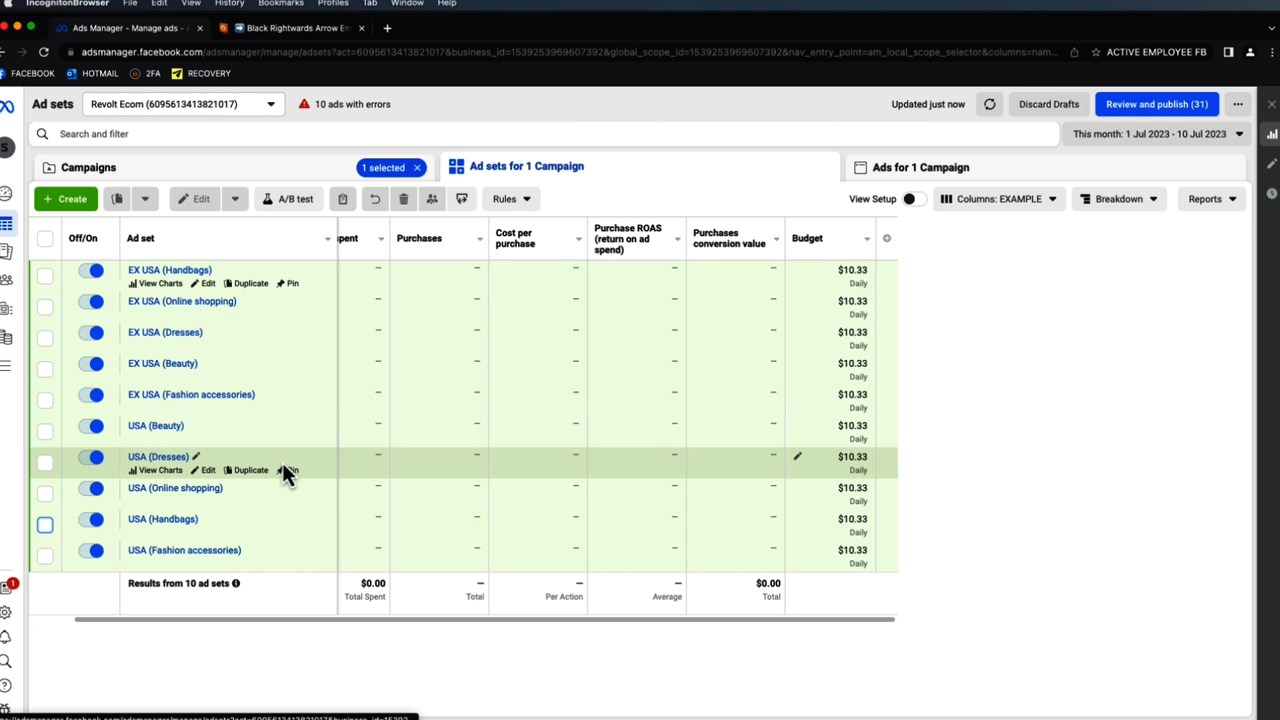 IncognitonBrowser File Edit View History Bookmarks Profiles Tab Window Help
Ads Manager - Manage ads - Black Rightwards Arrow En
adsmanager.facebook.com/adsmanager/manage/adsets?act=6095613413821017&business_id=1539253969607392&global_scope_id=1539253969607392&nav_entry_point=am_local_scope_selector&columns=nam... ACTIVE EMPLOYEE FB
FACEBOOK HOTMAIL 2FA RECOVERY
Ad sets Revolt Ecom (6095613413821017) 10 ads with errors Updated just now Discard Drafts Review and publish (31)
Search and filter This month: 1 Jul 2023 - 10 Jul 2023
Campaigns 1 selected Ad sets for 1 Campaign Ads for 1 Campaign
+ Create Edit A/B test Rules View Setup Columns: EXAMPLE Breakdown Reports
Off/On Ad set spent Purchases Cost per purchase Purchase ROAS (return on ad spend) Purchases conversion value Budget
EX USA (Handbags) – – – – – $10.33
View Charts Edit Duplicate Pin Daily
EX USA (Online shopping) – – – – – $10.33
Daily
EX USA (Dresses) – – – – – $10.33
Daily
EX USA (Beauty) – – – – – $10.33
Daily
EX USA (Fashion accessories) – – – – – $10.33
Daily
USA (Beauty) – – – – – $10.33
Daily
USA (Dresses) – – – – – $10.33
View Charts Edit Duplicate Pin Daily
USA (Online shopping) – – – – – $10.33
Daily
USA (Handbags) – – – – – $10.33
Daily
USA (Fashion accessories) – – – – – $10.33
Daily
Results from 10 ad sets $0.00 – – – $0.00
Total Spent Total Per Action Average Total
S
1